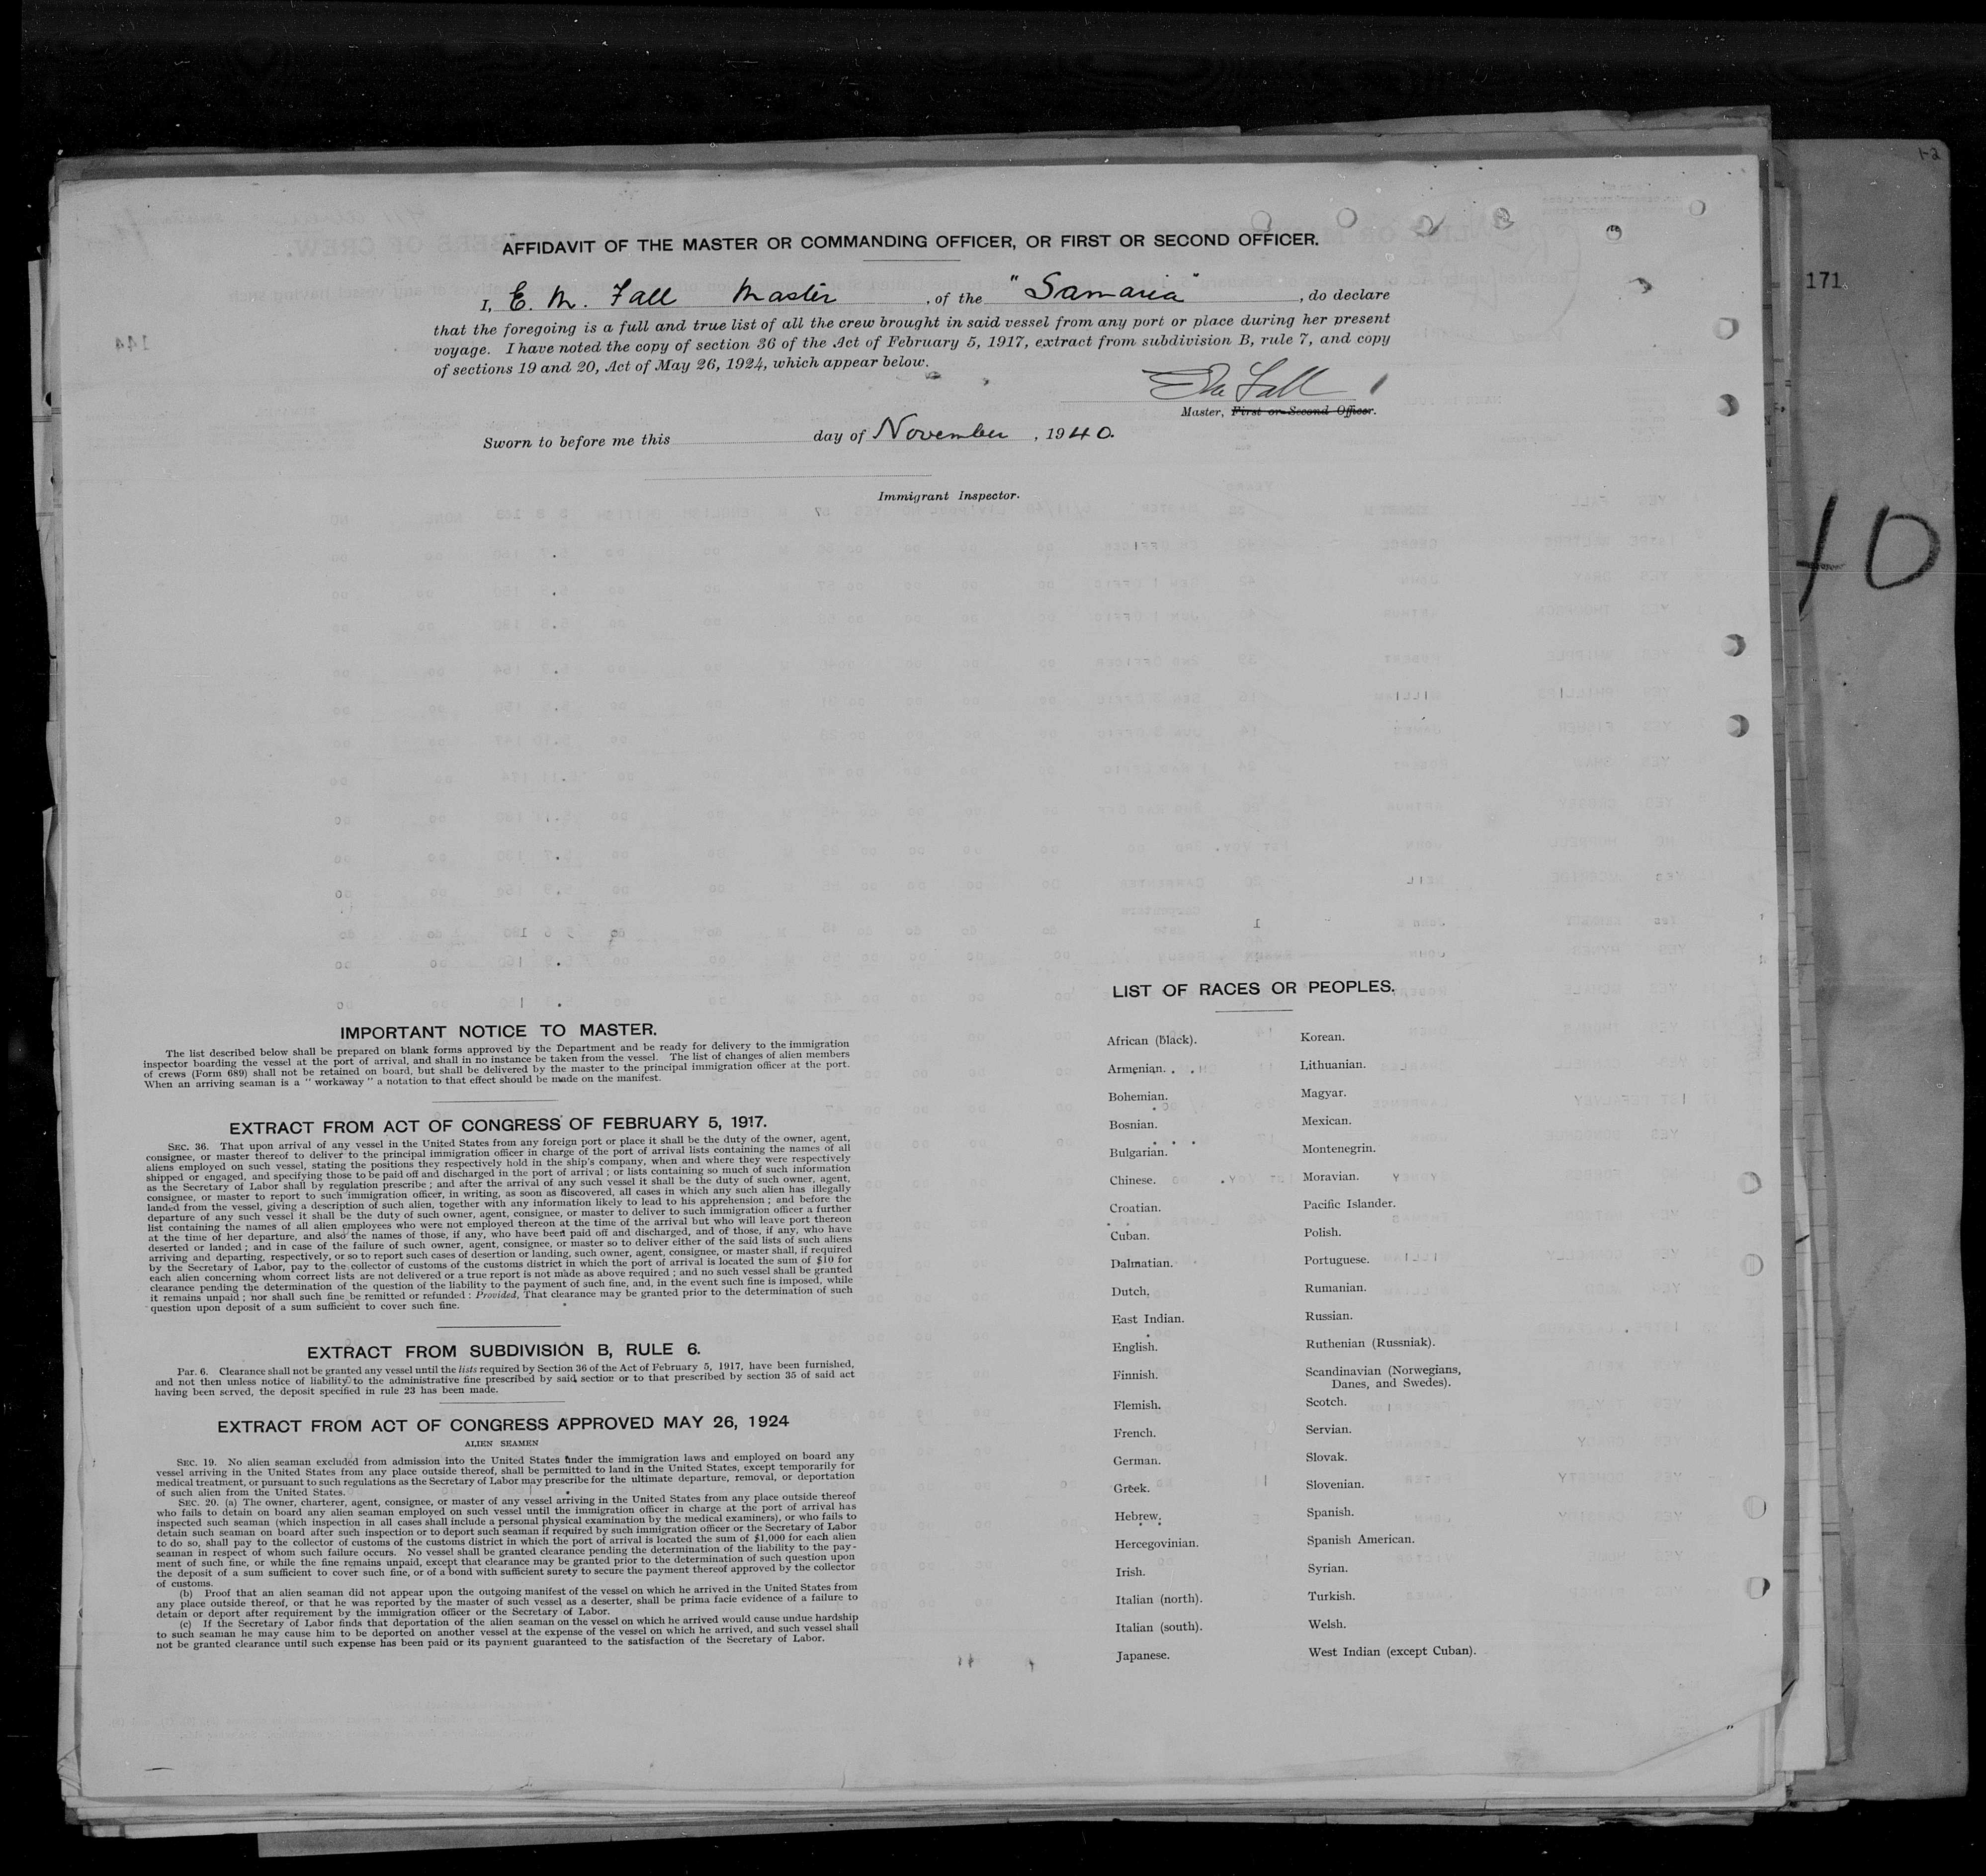 1-2
AFFIDAVIT OF THE MASTER OR COMMANDING OFFICER, OR FIRST OR SECOND OFFICER.
I, E. M. Fall Master , of the "Samaria" , do declare
that the foregoing is a full and true list of all the crew brought in said vessel from any port or place during her present
voyage. I have noted the copy of section 36 of the Act of February 5, 1917, extract from subdivision B, rule 7, and copy
of sections 19 and 20, Act of May 26, 1924, which appear below.
171
EM Fall
Master, First or Second Officer.
Sworn to before me this day of November , 1940.
Immigrant Inspector.
10
IMPORTANT NOTICE TO MASTER.
The list described below shall be prepared on blank forms approved by the Department and be ready for delivery to the immigration
inspector boarding the vessel at the port of arrival, and shall in no instance be taken from the vessel. The list of changes of alien members
of crews (Form 689) shall not be retained on board, but shall be delivered by the master to the principal immigration officer at the port.
When an arriving seaman is a " workaway " a notation to that effect should be made on the manifest.
EXTRACT FROM ACT OF CONGRESS OF FEBRUARY 5, 1917.
SEC. 36. That upon arrival of any vessel in the United States from any foreign port or place it shall be the duty of the owner, agent,
consignee, or master thereof to deliver to the principal immigration officer in charge of the port of arrival lists containing the names of all
aliens employed on such vessel, stating the positions they respectively hold in the ship's company, when and where they were respectively
shipped or engaged, and specifying those to be paid off and discharged in the port of arrival ; or lists containing so much of such information
as the Secretary of Labor shall by regulation prescribe ; and after the arrival of any such vessel it shall be the duty of such owner, agent,
consignee, or master to report to such immigration officer, in writing, as soon as discovered, all cases in which any such alien has illegally
landed from the vessel, giving a description of such alien, together with any information likely to lead to his apprehension ; and before the
departure of any such vessel it shall be the duty of such owner, agent, consignee, or master to deliver to such immigration officer a further
list containing the names of all alien employees who were not employed thereon at the time of the arrival but who will leave port thereon
at the time of her departure, and also the names of those, if any, who have been paid off and discharged, and of those, if any, who have
deserted or landed ; and in case of the failure of such owner, agent, consignee, or master so to deliver either of the said lists of such aliens
arriving and departing, respectively, or so to report such cases of desertion or landing, such owner, agent, consignee, or master shall, if required
by the Secretary of Labor, pay to the collector of customs of the customs district in which the port of arrival is located the sum of $10 for
each alien concerning whom correct lists are not delivered or a true report is not made as above required ; and no such vessel shall be granted
clearance pending the determination of the question of the liability to the payment of such fine, and, in the event such fine is imposed, while
it remains unpaid ; nor shall such fine be remitted or refunded : Provided, That clearance may be granted prior to the determination of such
question upon deposit of a sum sufficient to cover such fine.
EXTRACT FROM SUBDIVISION B, RULE 6.
PAR. 6. Clearance shall not be granted any vessel until the lists required by Section 36 of the Act of February 5, 1917, have been furnished,
and not then unless notice of liability to the administrative fine prescribed by said section or to that prescribed by section 35 of said act
having been served, the deposit specified in rule 23 has been made.
EXTRACT FROM ACT OF CONGRESS APPROVED MAY 26, 1924
ALIEN SEAMEN
SEC. 19. No alien seaman excluded from admission into the United States under the immigration laws and employed on board any
vessel arriving in the United States from any place outside thereof, shall be permitted to land in the United States, except temporarily for
medical treatment, or pursuant to such regulations as the Secretary of Labor may prescribe for the ultimate departure, removal, or deportation
of such alien from the United States.
SEC. 20. (a) The owner, charterer, agent, consignee, or master of any vessel arriving in the United States from any place outside thereof
who fails to detain on board any alien seaman employed on such vessel until the immigration officer in charge at the port of arrival has
inspected such seaman (which inspection in all cases shall include a personal physical examination by the medical examiners), or who fails to
detain such seaman on board after such inspection or to deport such seaman if required by such immigration officer or the Secretary of Labor
to do so, shall pay to the collector of customs of the customs district in which the port of arrival is located the sum of $1,000 for each alien
seaman in respect of whom such failure occurs. No vessel shall be granted clearance pending the determination of the liability to the pay-
ment of such fine, or while the fine remains unpaid, except that clearance may be granted prior to the determination of such question upon
the deposit of a sum sufficient to cover such fine, or of a bond with sufficient surety to secure the payment thereof approved by the collector
of customs.
(b) Proof that an alien seaman did not appear upon the outgoing manifest of the vessel on which he arrived in the United States from
any place outside thereof, or that he was reported by the master of such vessel as a deserter, shall be prima facie evidence of a failure to
detain or deport after requirement by the immigration officer or the Secretary of Labor.
(c) If the Secretary of Labor finds that deportation of the alien seaman on the vessel on which he arrived would cause undue hardship
to such seaman he may cause him to be deported on another vessel at the expense of the vessel on which he arrived, and such vessel shall
not be granted clearance until such expense has been paid or its payment guaranteed to the satisfaction of the Secretary of Labor.
LIST OF RACES OR PEOPLES.
African (black).
Armenian.
Bohemian.
Bosnian.
Bulgarian.
Chinese.
Croatian.
Cuban.
Dalmatian.
Dutch.
East Indian.
English.
Finnish.
Flemish.
French.
German.
Greek.
Hebrew.
Hercegovinian.
Irish.
Italian (north).
Italian (south).
Japanese.
Korean.
Lithuanian.
Magyar.
Mexican.
Montenegrin.
Moravian.
Pacific Islander.
Polish.
Portuguese.
Rumanian.
Russian.
Ruthenian (Russniak).
Scandinavian (Norwegians,
Danes, and Swedes).
Scotch.
Servian.
Slovak.
Slovenian.
Spanish.
Spanish American.
Syrian.
Turkish.
Welsh.
West Indian (except Cuban).